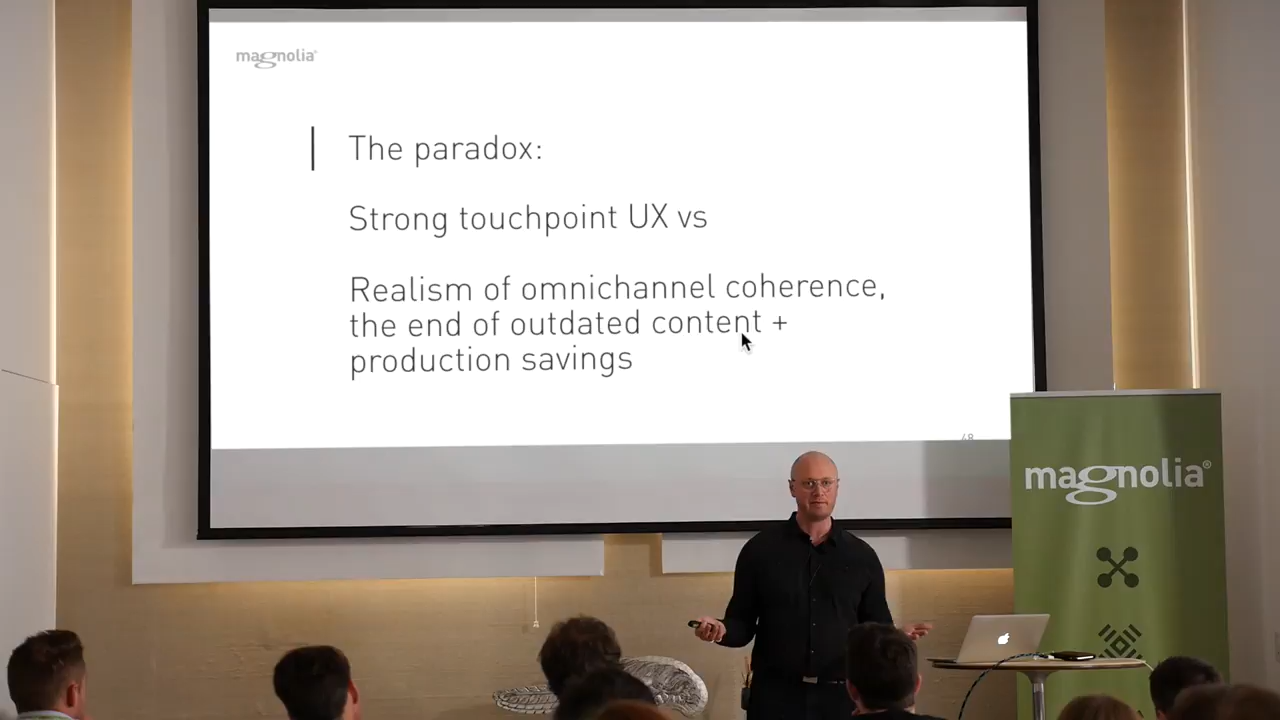 magnolia®
The paradox:
Strong touchpoint UX vs
Realism of omnichannel coherence,
the end of outdated content +
production savings
48
magnolia®